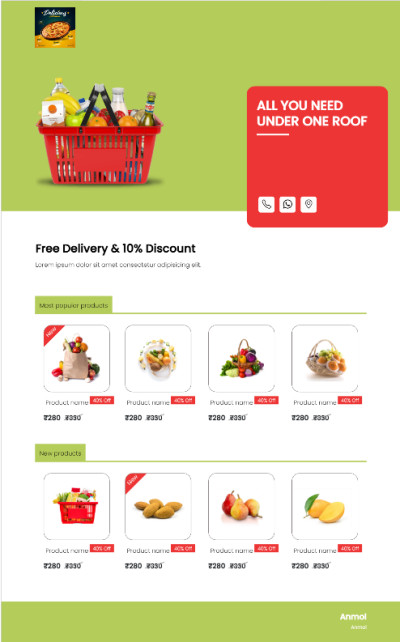 Delicious
ALL YOU NEED
UNDER ONE ROOF
Free Delivery & 10% Discount
Lorem ipsum dolor sit amet consectetur adipisicing elit.
Most popular products
New
Product name 40% Off
₹280 ₹330
Product name 40% Off
₹280 ₹330
Product name 40% Off
₹280 ₹330
Product name 40% Off
₹280 ₹330
New products
New
Product name 40% Off
₹280 ₹330
Product name 40% Off
₹280 ₹330
Product name 40% Off
₹280 ₹330
Product name 40% Off
₹280 ₹330
Anmol
Anmol